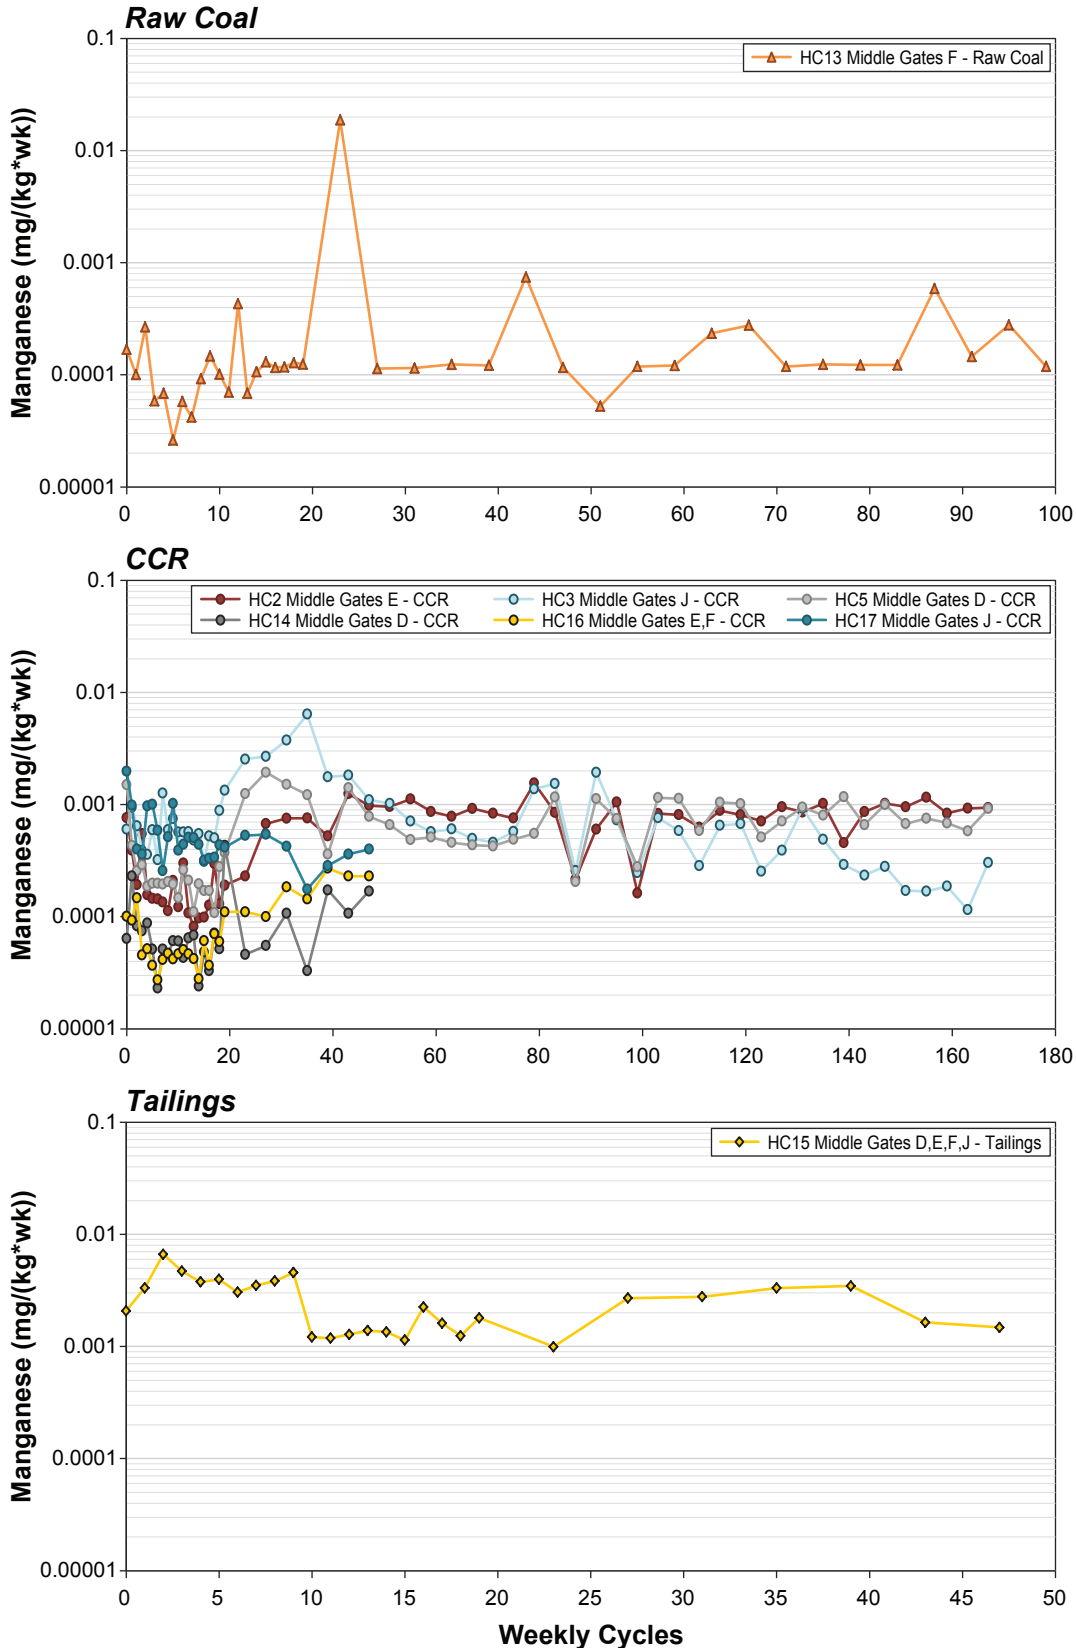 Raw Coal
0.1
HC13 Middle Gates F - Raw Coal
0.01
0.001
0.0001
0.00001
Manganese (mg/(kg*wk))
0 10 20 30 40 50 60 70 80 90 100
CCR
0.1
HC2 Middle Gates E - CCR HC3 Middle Gates J - CCR HC5 Middle Gates D - CCR
HC14 Middle Gates D - CCR HC16 Middle Gates E,F - CCR HC17 Middle Gates J - CCR
0.01
0.001
0.0001
0.00001
Manganese (mg/(kg*wk))
0 20 40 60 80 100 120 140 160 180
Tailings
0.1
HC15 Middle Gates D,E,F,J - Tailings
0.01
0.001
0.0001
0.00001
Manganese (mg/(kg*wk))
0 5 10 15 20 25 30 35 40 45 50
Weekly Cycles